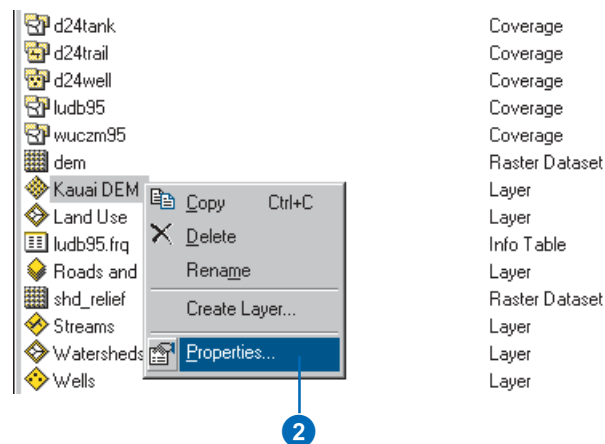 d24tank Coverage
d24trail Coverage
d24well Coverage
ludb95 Coverage
wuczm95 Coverage
dem Raster Dataset
Kauai DEM Layer
Copy Ctrl+C
Land Use Layer
Delete
ludb95.frq Info Table
Roads and Layer
Rename
shd_relief Raster Dataset
Create Layer...
Streams Layer
Watersheds Layer
Properties...
Wells Layer
2